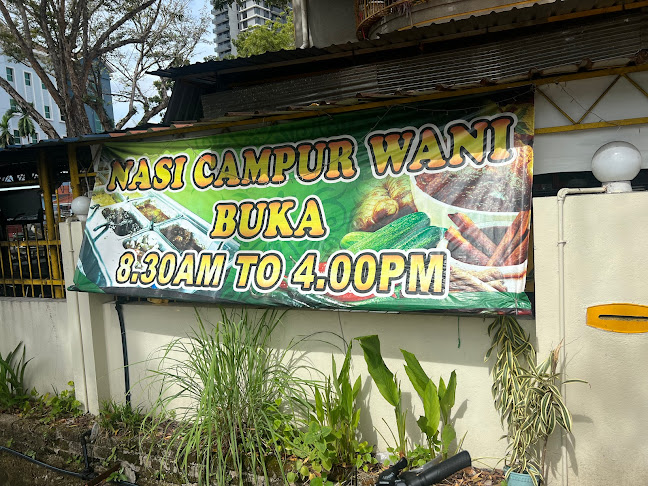 NASI CAMPUR WANI
BUKA
8.30AM TO 4.00PM